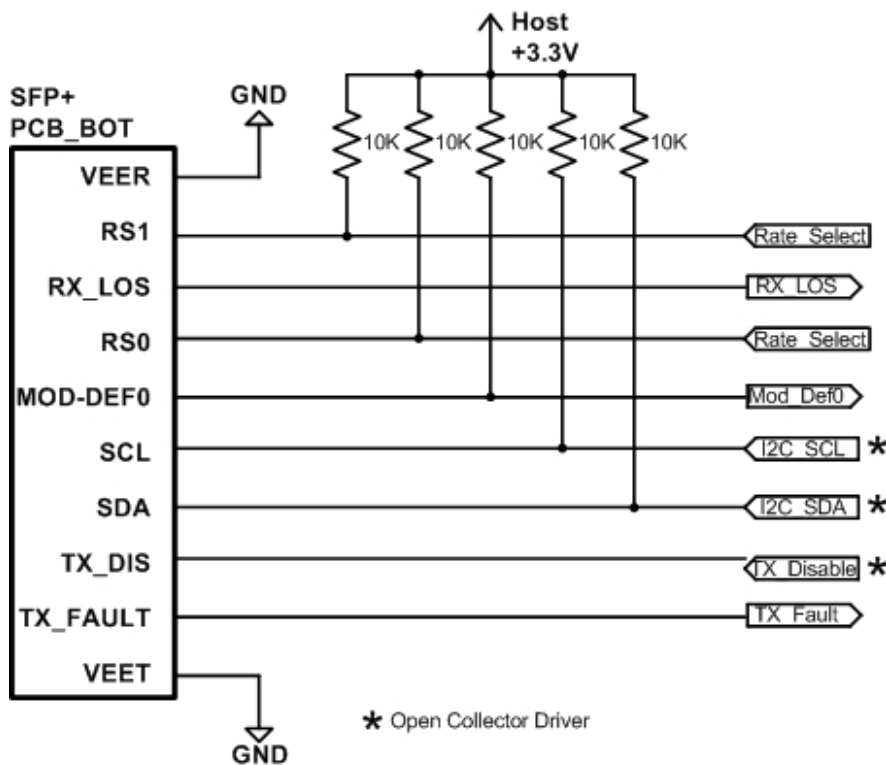 Host
+3.3V
SFP+
PCB_BOT
GND
10K
10K
10K
10K
10K
VEER
RS1
Rate_Select
RX_LOS
RX_LOS
RS0
Rate_Select
MOD-DEF0
Mod_Def0
SCL
I2C_SCL *
SDA
I2C_SDA *
TX_DIS
TX_Disable *
TX_FAULT
TX_Fault
VEET
* Open Collector Driver
GND